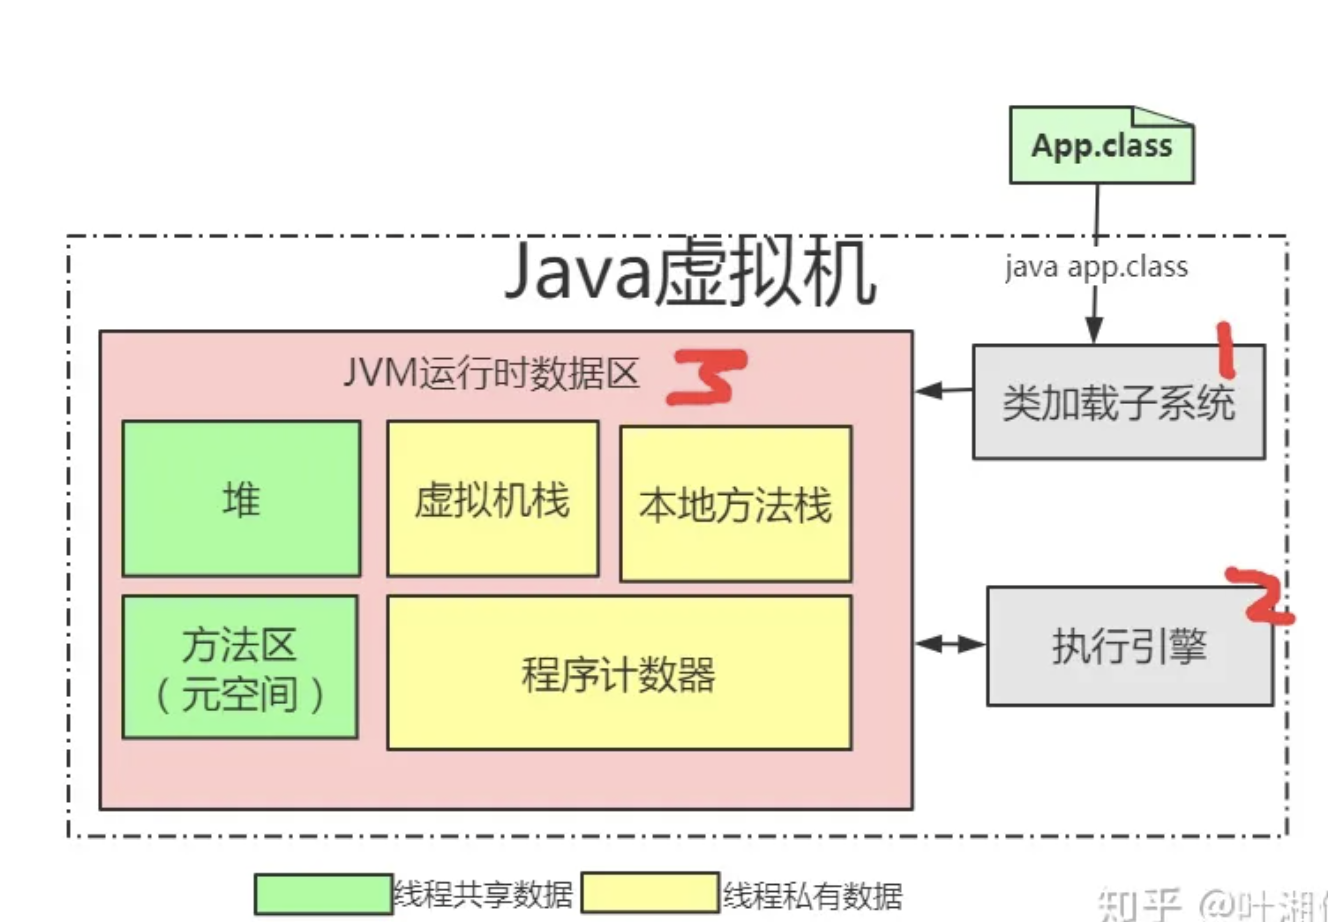 App.class
Java虚拟机
java app.class
JVM运行时数据区 3
1
类加载子系统
堆
虚拟机栈
本地方法栈
2
执行引擎
方法区
（元空间）
程序计数器
线程共享数据
线程私有数据
知乎 @叶湘